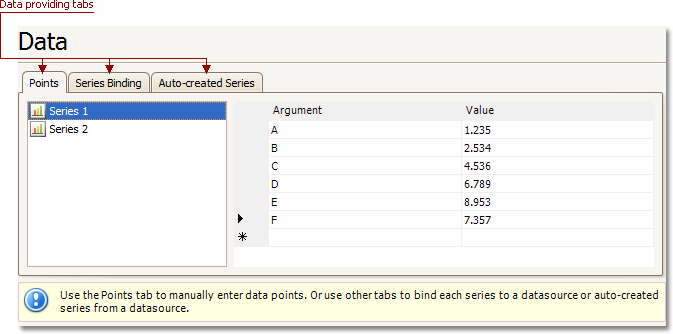 Data providing tabs
Data
Points Series Binding Auto-created Series
Series 1
Series 2
Argument Value
A 1.235
B 2.534
C 4.536
D 6.789
E 8.953
F 7.357
Use the Points tab to manually enter data points. Or use other tabs to bind each series to a datasource or auto-created
series from a datasource.